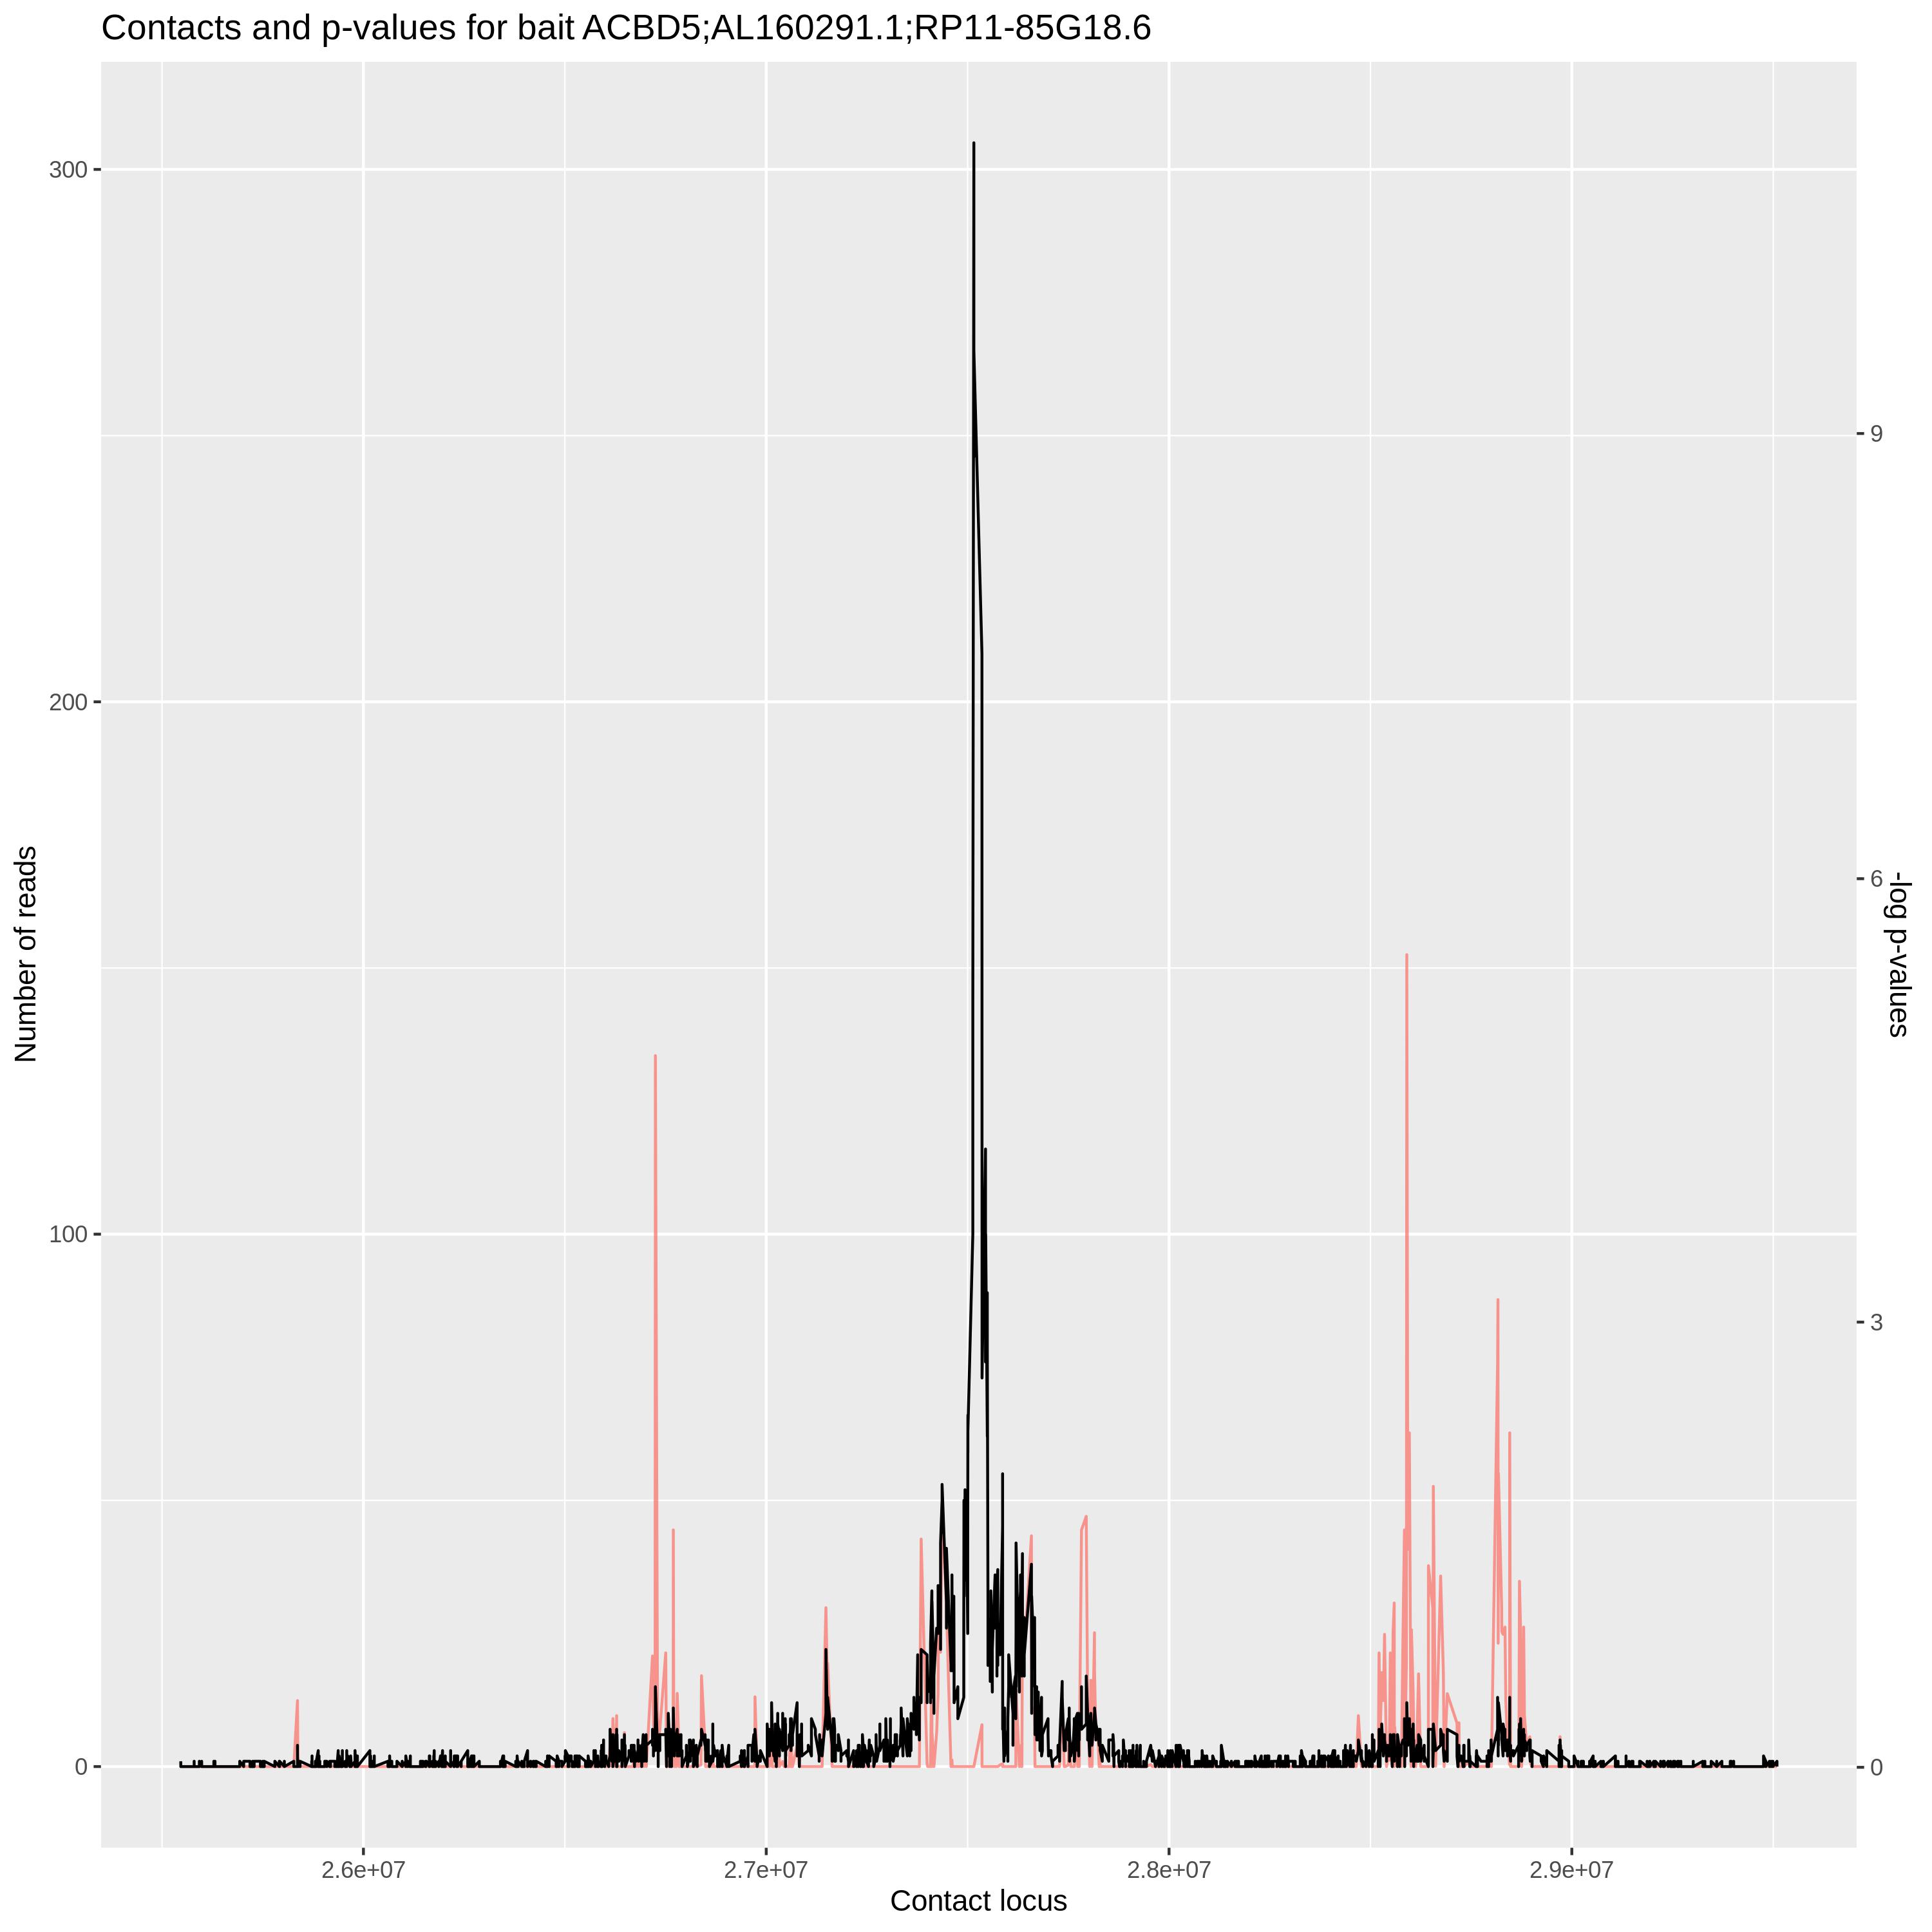 Contacts and p-values for bait ACBD5;AL160291.1;RP11-85G18.6
300
200
100
0
Number of reads
9
6
3
0
-log p-values
2.6e+07
2.7e+07
2.8e+07
2.9e+07
Contact locus